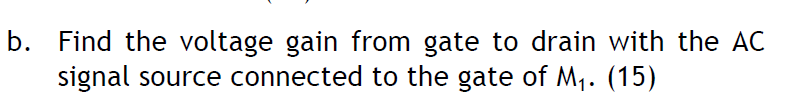 b. Find the voltage gain from gate to drain with the AC
signal source connected to the gate of M₁. (15)